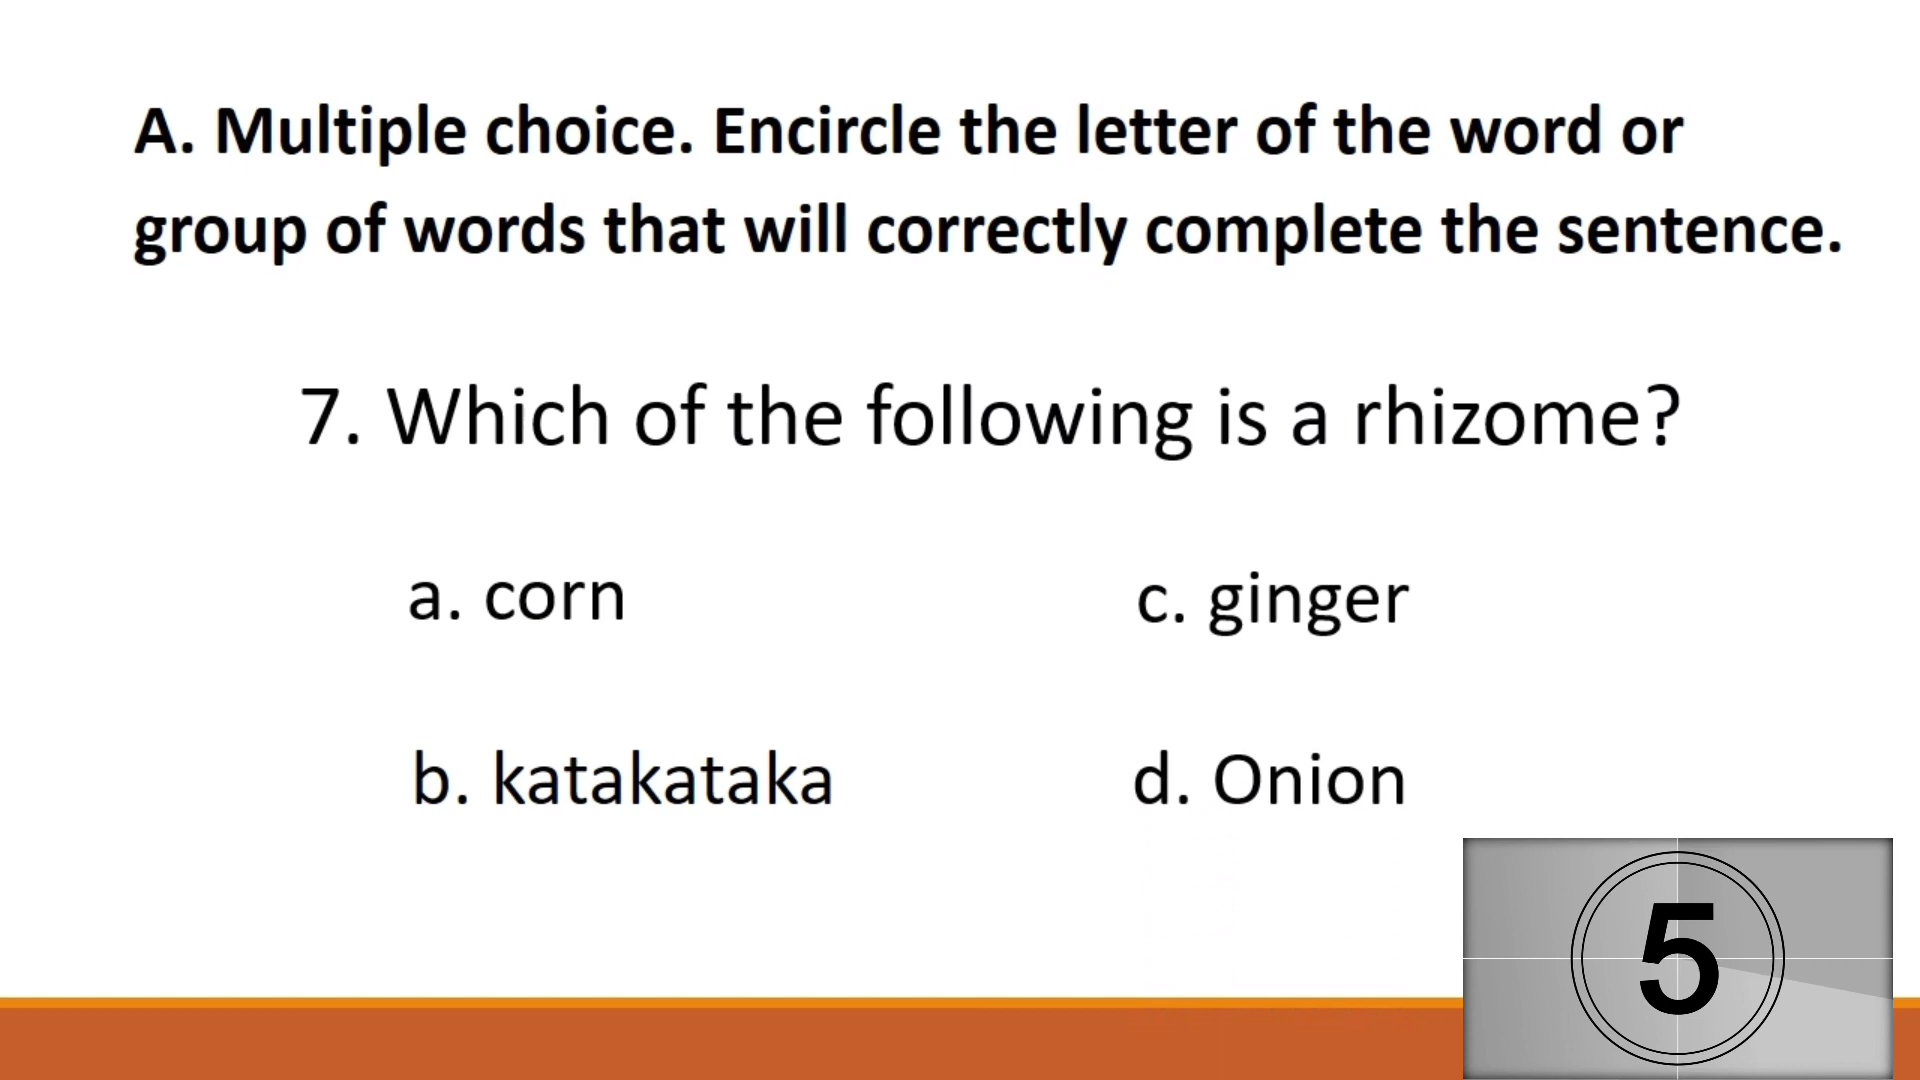 A. Multiple choice. Encircle the letter of the word or
group of words that will correctly complete the sentence.
7. Which of the following is a rhizome?
a. corn
c. ginger
b. katakataka
d. Onion
5